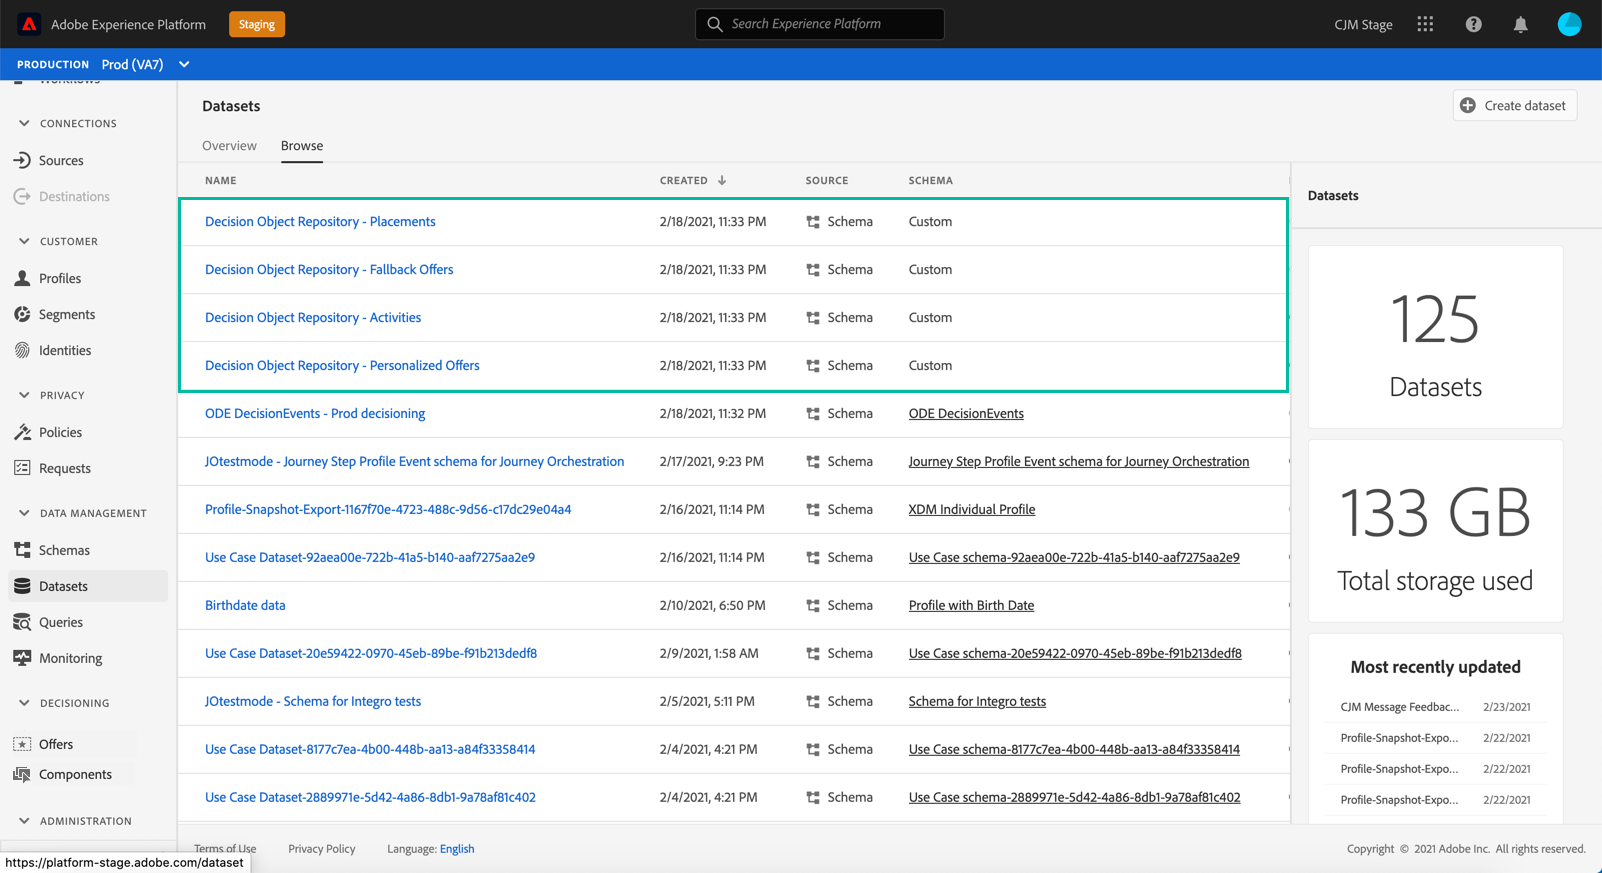 Adobe Experience Platform
Staging
Search Experience Platform
CJM Stage
PRODUCTION Prod (VA7)
Workflows
CONNECTIONS
Sources
Destinations
CUSTOMER
Profiles
Segments
Identities
PRIVACY
Policies
Requests
DATA MANAGEMENT
Schemas
Datasets
Queries
Monitoring
DECISIONING
Offers
Components
ADMINISTRATION
https://platform-stage.adobe.com/dataset
Datasets
Create dataset
Overview Browse
NAME CREATED SOURCE SCHEMA
Decision Object Repository - Placements 2/18/2021, 11:33 PM Schema Custom
Decision Object Repository - Fallback Offers 2/18/2021, 11:33 PM Schema Custom
Decision Object Repository - Activities 2/18/2021, 11:33 PM Schema Custom
Decision Object Repository - Personalized Offers 2/18/2021, 11:33 PM Schema Custom
ODE DecisionEvents - Prod decisioning 2/18/2021, 11:32 PM Schema ODE DecisionEvents
JOtestmode - Journey Step Profile Event schema for Journey Orchestration 2/17/2021, 9:23 PM Schema Journey Step Profile Event schema for Journey Orchestration
Profile-Snapshot-Export-1167f70e-4723-488c-9d56-c17dc29e04a4 2/16/2021, 11:14 PM Schema XDM Individual Profile
Use Case Dataset-92aea00e-722b-41a5-b140-aaf7275aa2e9 2/16/2021, 11:14 PM Schema Use Case schema-92aea00e-722b-41a5-b140-aaf7275aa2e9
Birthdate data 2/10/2021, 6:50 PM Schema Profile with Birth Date
Use Case Dataset-20e59422-0970-45eb-89be-f91b213dedf8 2/9/2021, 1:58 AM Schema Use Case schema-20e59422-0970-45eb-89be-f91b213dedf8
JOtestmode - Schema for Integro tests 2/5/2021, 5:11 PM Schema Schema for Integro tests
Use Case Dataset-8177c7ea-4b00-448b-aa13-a84f33358414 2/4/2021, 4:21 PM Schema Use Case schema-8177c7ea-4b00-448b-aa13-a84f33358414
Use Case Dataset-2889971e-5d42-4a86-8db1-9a78af81c402 2/4/2021, 4:21 PM Schema Use Case schema-2889971e-5d42-4a86-8db1-9a78af81c402
Datasets
125
Datasets
133 GB
Total storage used
Most recently updated
CJM Message Feedbac... 2/23/2021
Profile-Snapshot-Expo... 2/22/2021
Profile-Snapshot-Expo... 2/22/2021
Profile-Snapshot-Expo... 2/22/2021
Terms of Use Privacy Policy Language: English
Copyright © 2021 Adobe Inc. All rights reserved.